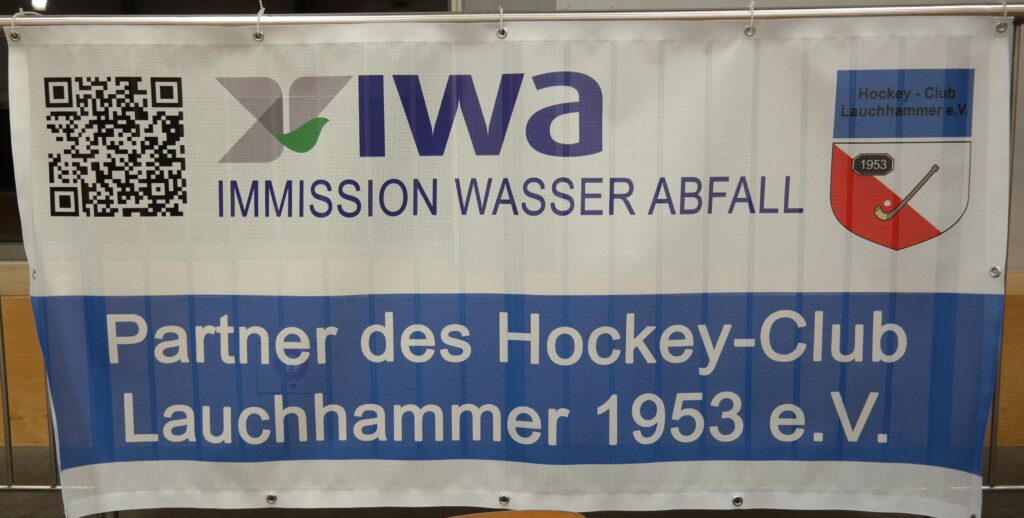 iwa
IMMISSION WASSER ABFALL
Hockey - Club
Lauchhammer e.V.
1953
Partner des Hockey-Club
Lauchhammer 1953 e.V.